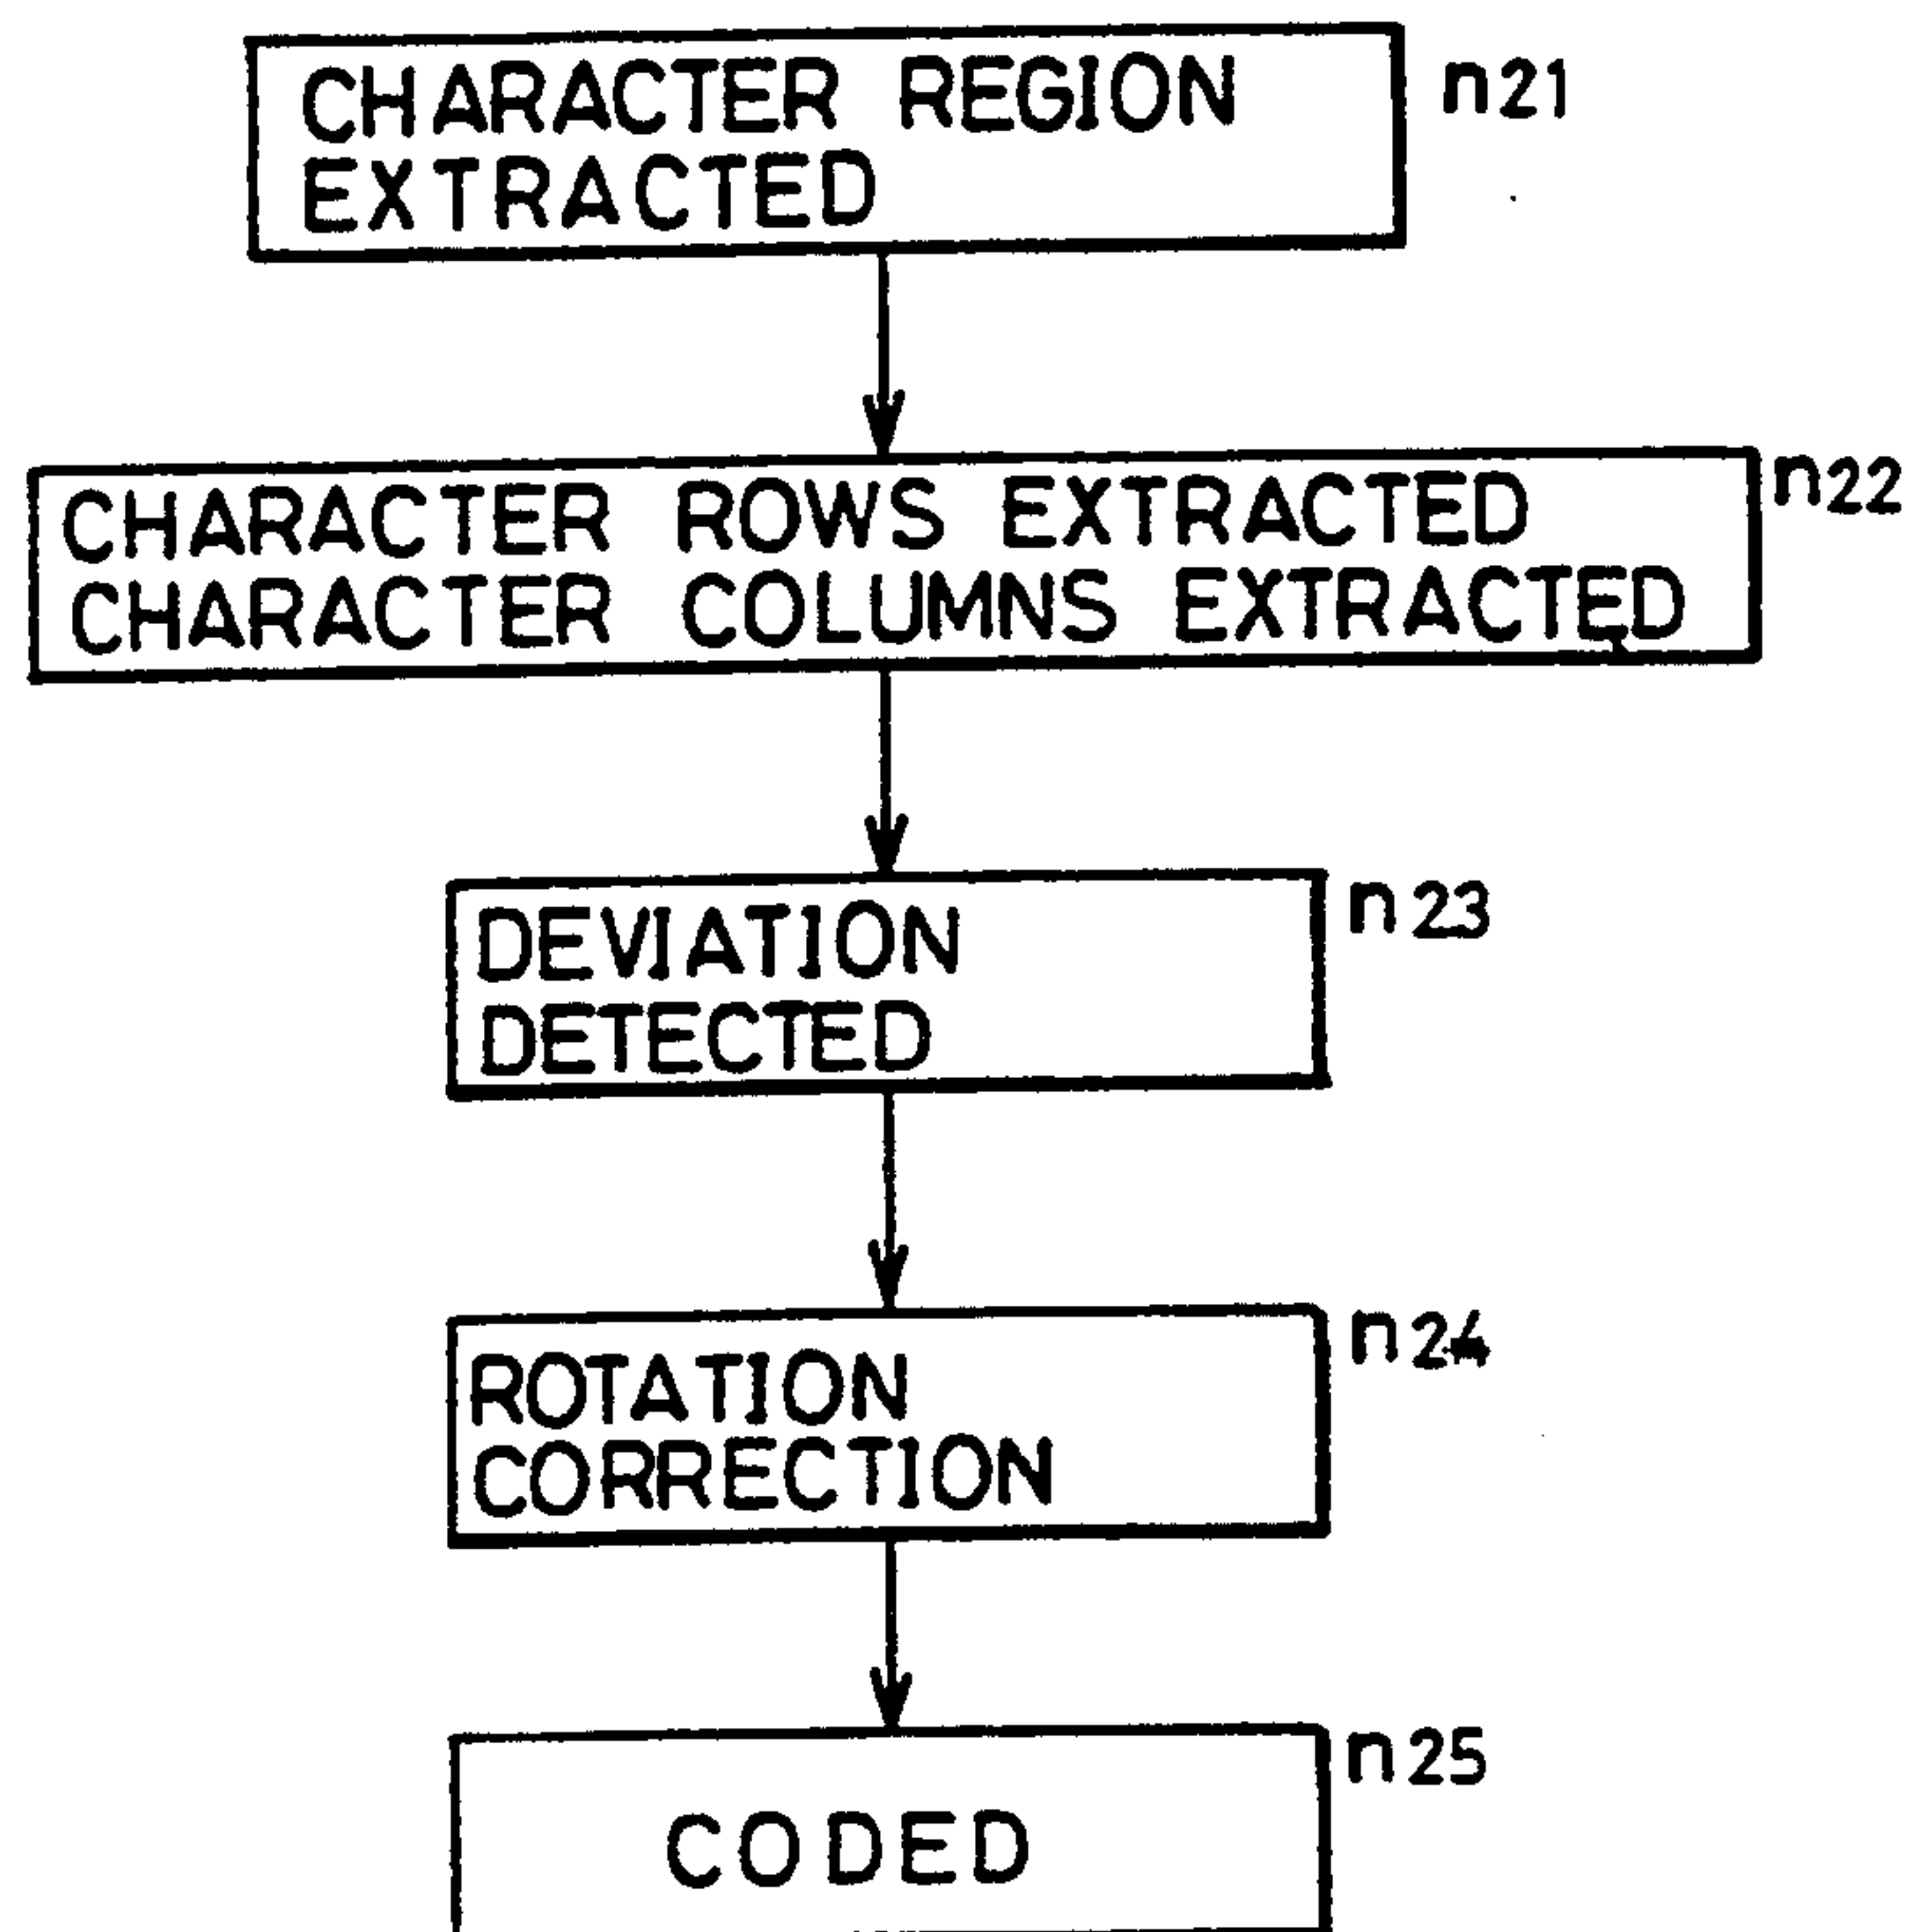 CHARACTER REGION
EXTRACTED
n21
CHARACTER ROWS EXTRACTED
CHARACTER COLUMNS EXTRACTED
n22
DEVIATION
DETECTED
n23
ROTATION
CORRECTION
n24
CODED
n25